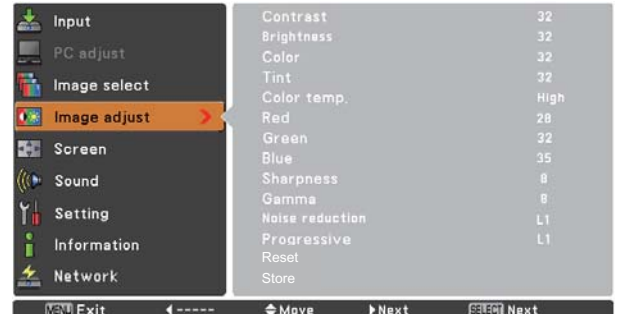 Input
PC adjust
Image select
Image adjust
Screen
Sound
Setting
Information
Network
Contrast 32
Brightness 32
Color 32
Tint 32
Color temp. High
Red 28
Green 32
Blue 35
Sharpness 8
Gamma 8
Noise reduction L1
Progressive L1
Reset
Store
MENU Exit ◀----- Move Next SELECT Next